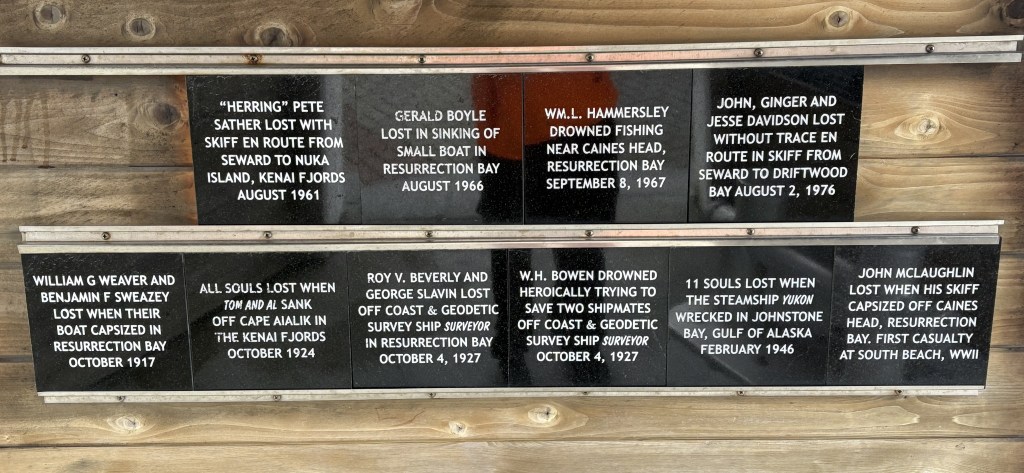 “HERRING” PETE
SATHER LOST WITH
SKIFF EN ROUTE FROM
SEWARD TO NUKA
ISLAND, KENAI FJORDS
AUGUST 1961
GERALD BOYLE
LOST IN SINKING OF
SMALL BOAT IN
RESURRECTION BAY
AUGUST 1966
WM.L. HAMMERSLEY
DROWNED FISHING
NEAR CAINES HEAD,
RESURRECTION BAY
SEPTEMBER 8, 1967
JOHN, GINGER AND
JESSE DAVIDSON LOST
WITHOUT TRACE EN
ROUTE IN SKIFF FROM
SEWARD TO DRIFTWOOD
BAY AUGUST 2, 1976
WILLIAM G WEAVER AND
BENJAMIN F SWEAZEY
LOST WHEN THEIR
BOAT CAPSIZED IN
RESURRECTION BAY
OCTOBER 1917
ALL SOULS LOST WHEN
TOM AND AL SANK
OFF CAPE AIALIK IN
THE KENAI FJORDS
OCTOBER 1924
ROY V. BEVERLY AND
GEORGE SLAVIN LOST
OFF COAST & GEODETIC
SURVEY SHIP SURVEYOR
IN RESURRECTION BAY
OCTOBER 4, 1927
W.H. BOWEN DROWNED
HEROICALLY TRYING TO
SAVE TWO SHIPMATES
OFF COAST & GEODETIC
SURVEY SHIP SURVEYOR
OCTOBER 4, 1927
11 SOULS LOST WHEN
THE STEAMSHIP YUKON
WRECKED IN JOHNSTONE
BAY, GULF OF ALASKA
FEBRUARY 1946
JOHN MCLAUGHLIN
LOST WHEN HIS SKIFF
CAPSIZED OFF CAINES
HEAD, RESURRECTION
BAY. FIRST CASUALTY
AT SOUTH BEACH, WWII